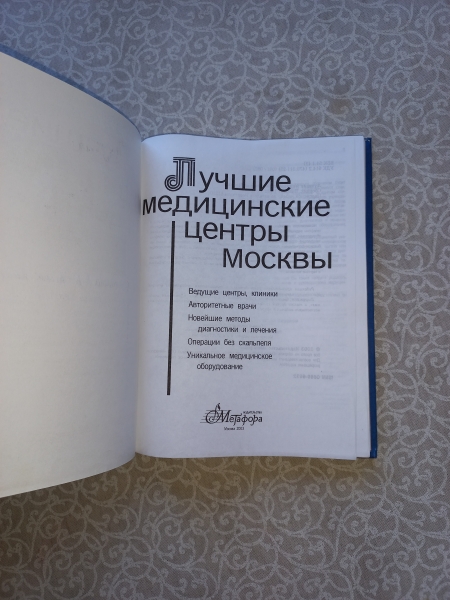 Лучшие
медицинские
центры
Москвы
Ведущие центры, клиники
Авторитетные врачи
Новейшие методы
диагностики и лечения
Операции без скальпеля
Уникальное медицинское
оборудование
Метафора